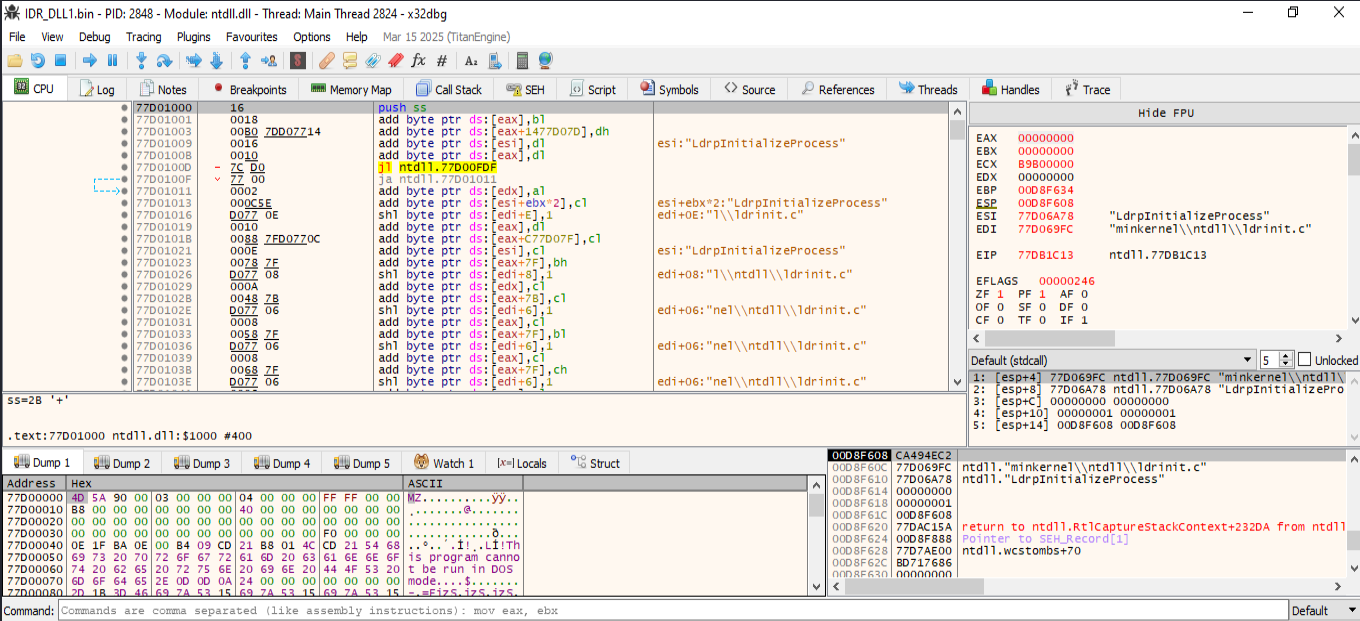 IDR_DLL1.bin - PID: 2848 - Module: ntdll.dll - Thread: Main Thread 2824 - x32dbg
File View Debug Tracing Plugins Favourites Options Help Mar 15 2025 (TitanEngine)
CPU Log Notes Breakpoints Memory Map Call Stack SEH Script Symbols Source References Threads Handles Trace
77D01000 16 push ss
77D01001 0018 add byte ptr ds:[eax],bl
77D01003 00B0 7DD07714 add byte ptr ds:[eax+1477D07D],dh
77D01009 0016 add byte ptr ds:[esi],dl esi:"LdrpInitializeProcess"
77D0100B 0010 add byte ptr ds:[eax],dl
77D0100D 7C D0 jl ntdll.77D00FDF
77D0100F 77 00 ja ntdll.77D01011
77D01011 0002 add byte ptr ds:[edx],al
77D01013 000C5E add byte ptr ds:[esi+ebx*2],cl esi+ebx*2:"LdrpInitializeProcess"
77D01016 D077 0E shl byte ptr ds:[edi+E],1 edi+0E:"l\\ldrinit.c"
77D01019 0010 add byte ptr ds:[eax],dl
77D0101B 0088 7FD0770C add byte ptr ds:[eax+C77D07F],cl
77D01021 000E add byte ptr ds:[esi],cl esi:"LdrpInitializeProcess"
77D01023 0078 7F add byte ptr ds:[eax+7F],bh
77D01026 D077 08 shl byte ptr ds:[edi+8],1 edi+08:"l\\ntdll\\ldrinit.c"
77D01029 000A add byte ptr ds:[edx],cl
77D0102B 0048 7B add byte ptr ds:[eax+7B],cl
77D0102E D077 06 shl byte ptr ds:[edi+6],1 edi+06:"nel\\ntdll\\ldrinit.c"
77D01031 0008 add byte ptr ds:[eax],cl
77D01033 0058 7F add byte ptr ds:[eax+7F],bl
77D01036 D077 06 shl byte ptr ds:[edi+6],1 edi+06:"nel\\ntdll\\ldrinit.c"
77D01039 0008 add byte ptr ds:[eax],cl
77D0103B 0068 7F add byte ptr ds:[eax+7F],ch
77D0103E D077 06 shl byte ptr ds:[edi+6],1 edi+06:"nel\\ntdll\\ldrinit.c"
Hide FPU
EAX 00000000
EBX 00000000
ECX B9B00000
EDX 00000000
EBP 00D8F634
ESP 00D8F608
ESI 77D06A78 "LdrpInitializeProcess"
EDI 77D069FC "minkernel\\ntdll\\ldrinit.c"
EIP 77DB1C13 ntdll.77DB1C13
EFLAGS 00000246
ZF 1 PF 1 AF 0
OF 0 SF 0 DF 0
CF 0 TF 0 IF 1
Default (stdcall) 5 Unlocked
1: [esp+4] 77D069FC ntdll.77D069FC "minkernel\\ntdll\
2: [esp+8] 77D06A78 ntdll.77D06A78 "LdrpInitializePro
3: [esp+C] 00000000 00000000
4: [esp+10] 00000001 00000001
5: [esp+14] 00D8F608 00D8F608
ss=2B '+'
.text:77D01000 ntdll.dll:$1000 #400
Dump 1 Dump 2 Dump 3 Dump 4 Dump 5 Watch 1 [x=] Locals Struct
Address Hex ASCII
77D00000 4D 5A 90 00 03 00 00 00 04 00 00 00 FF FF 00 00 MZ..........ÿÿ..
77D00010 B8 00 00 00 00 00 00 00 40 00 00 00 00 00 00 00 ¸.......@.......
77D00020 00 00 00 00 00 00 00 00 00 00 00 00 00 00 00 00 ................
77D00030 00 00 00 00 00 00 00 00 00 00 00 00 F0 00 00 00 ............ð...
77D00040 0E 1F BA 0E 00 B4 09 CD 21 B8 01 4C CD 21 54 68 ..º..´.Í!¸.LÍ!Th
77D00050 69 73 20 70 72 6F 67 72 61 6D 20 63 61 6E 6E 6F is program canno
77D00060 74 20 62 65 20 72 75 6E 20 69 6E 20 44 4F 53 20 t be run in DOS
77D00070 6D 6F 64 65 2E 0D 0D 0A 24 00 00 00 00 00 00 00 mode....$.......
77D00080 2D 1B 3D 46 69 7A 53 15 69 7A 53 15 69 7A 53 15 -.=FizS.izS.izS.
00D8F608 CA494EC2
00D8F60C 77D069FC ntdll."minkernel\\ntdll\\ldrinit.c"
00D8F610 77D06A78 ntdll."LdrpInitializeProcess"
00D8F614 00000000
00D8F618 00000001
00D8F61C 00D8F608
00D8F620 77DAC15A return to ntdll.RtlCaptureStackContext+232DA from ntdll
00D8F624 00D8F888 Pointer to SEH_Record[1]
00D8F628 77D7AE00 ntdll.wcstombs+70
00D8F62C BD717686
00D8F630 00000000
Command: Commands are comma separated (like assembly instructions): mov eax, ebx Default